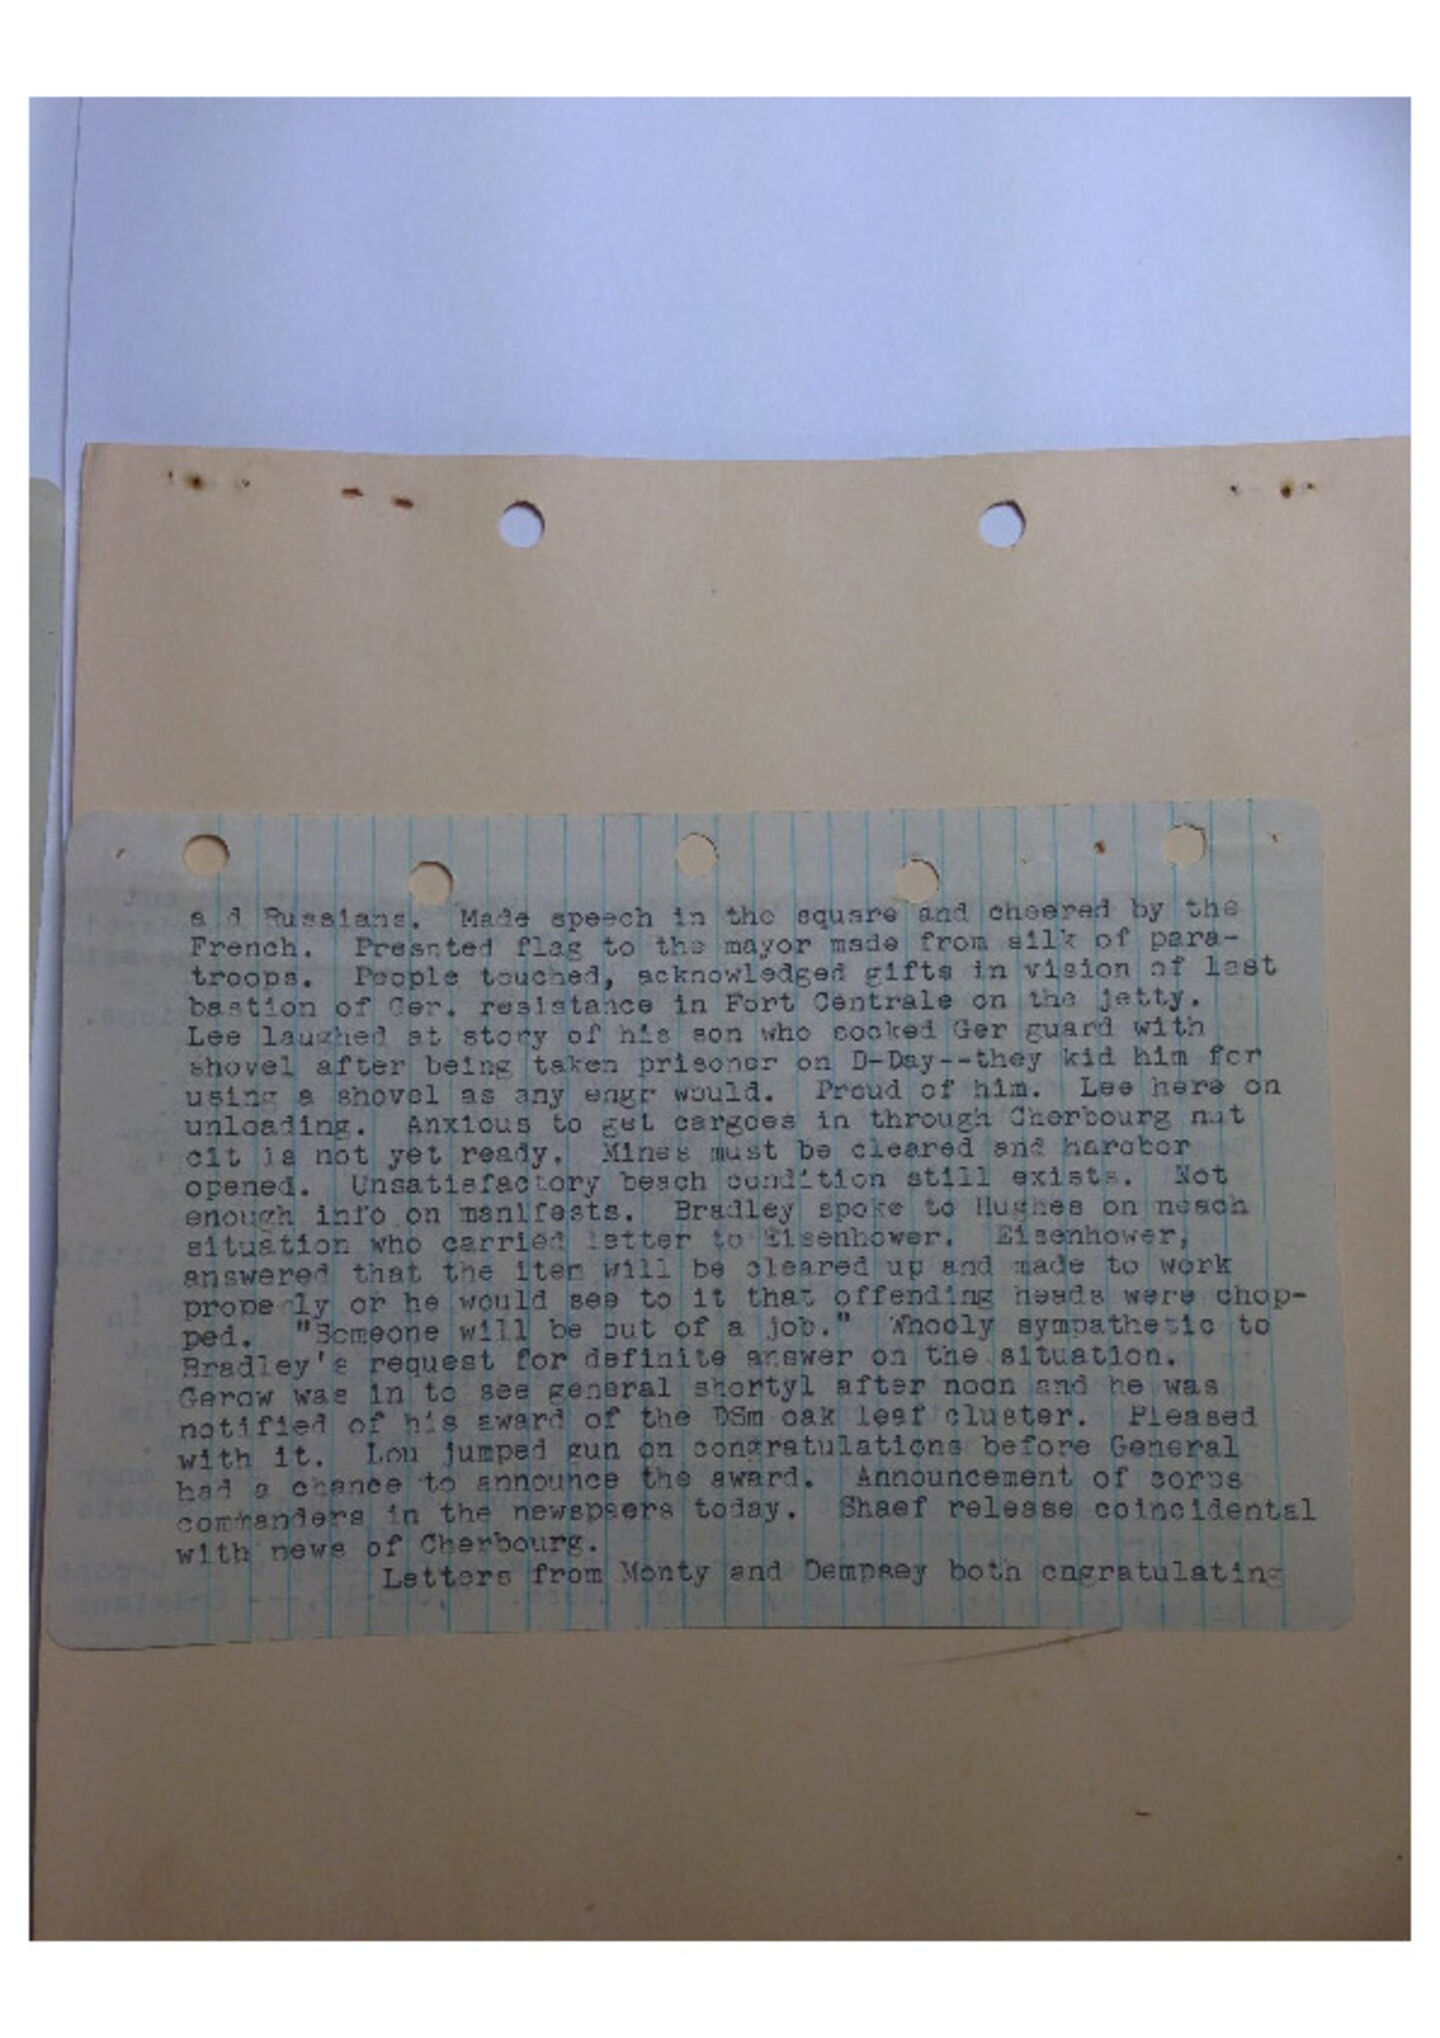 a d Russians. Made speech in the square and cheered by the
French. Presnted flag to the mayor made from silk of para-
troops. People touched, acknowledged gifts in vision of last
bastion of Ger. resistance in Fort Centrale on the jetty.
Lee laughed at story of his son who socked Ger guard with
shovel after being taken prisoner on D-Day--they kid him for
using a shovel as any engr would. Proud of him. Lee here on
unloading. Anxious to get cargoes in through Cherbourg nut
cit is not yet ready. Mines must be cleared and harobor
opened. Unsatisfactory beach condition still exists. Not
enough info on manifests. Bradley spoke to Hughes on neach
situation who carried letter to Eisenhower. Eisenhower,
answered that the item will be cleared up and made to work
properly or he would see to it that offending heads were chop-
ped. "Someone will be out of a job." Whooly sympathetic to
Bradley's request for definite answer on the situation.
Gerow was in to see general shortyl after noon and he was
notified of his award of the DSm oak leaf cluster. Pleased
with it. Lou jumped gun on congratulations before General
had a chance to announce the award. Announcement of corps
commanders in the newspaers today. Shaef release coincidental
with news of Cherbourg.
Letters from Monty and Dempsey both cngratulating